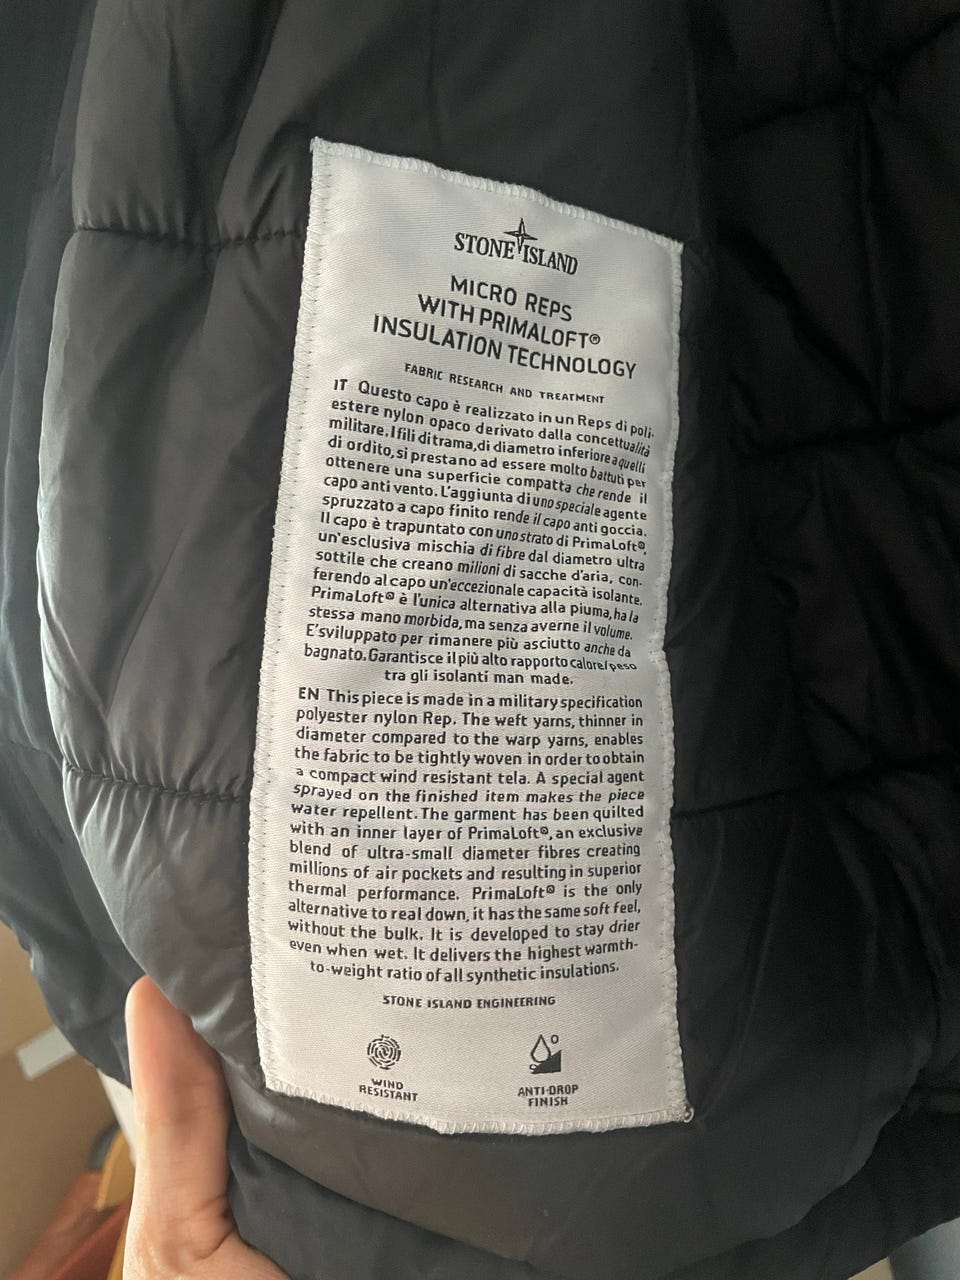 STONE ISLAND
MICRO REPS
WITH PRIMALOFT®
INSULATION TECHNOLOGY
FABRIC RESEARCH AND TREATMENT
IT Questo capo è realizzato in un Reps di poli-
estere nylon opaco derivato dalla concettualità
militare. I fili di trama, di diametro inferiore a quelli
di ordito, si prestano ad essere molto battuti per
ottenere una superficie compatta che rende il
capo anti vento. L'aggiunta di uno speciale agente
spruzzato a capo finito rende il capo anti goccia.
Il capo è trapuntato con uno strato di PrimaLoft®,
un'esclusiva mischia di fibre dal diametro ultra
sottile che creano milioni di sacche d'aria, con-
ferendo al capo un'eccezionale capacità isolante.
PrimaLoft® è l'unica alternativa alla piuma, ha la
stessa mano morbida, ma senza averne il volume.
E'sviluppato per rimanere più asciutto anche da
bagnato. Garantisce il più alto rapporto calore/peso
tra gli isolanti man made.
EN This piece is made in a military specification
polyester nylon Rep. The weft yarns, thinner in
diameter compared to the warp yarns, enables
the fabric to be tightly woven in order to obtain
a compact wind resistant tela. A special agent
sprayed on the finished item makes the piece
water repellent. The garment has been quilted
with an inner layer of PrimaLoft®, an exclusive
blend of ultra-small diameter fibres creating
millions of air pockets and resulting in superior
thermal performance. PrimaLoft® is the only
alternative to real down, it has the same soft feel,
without the bulk. It is developed to stay drier
even when wet. It delivers the highest warmth-
to-weight ratio of all synthetic insulations.
STONE ISLAND ENGINEERING
WIND
RESISTANT
ANTI-DROP
FINISH